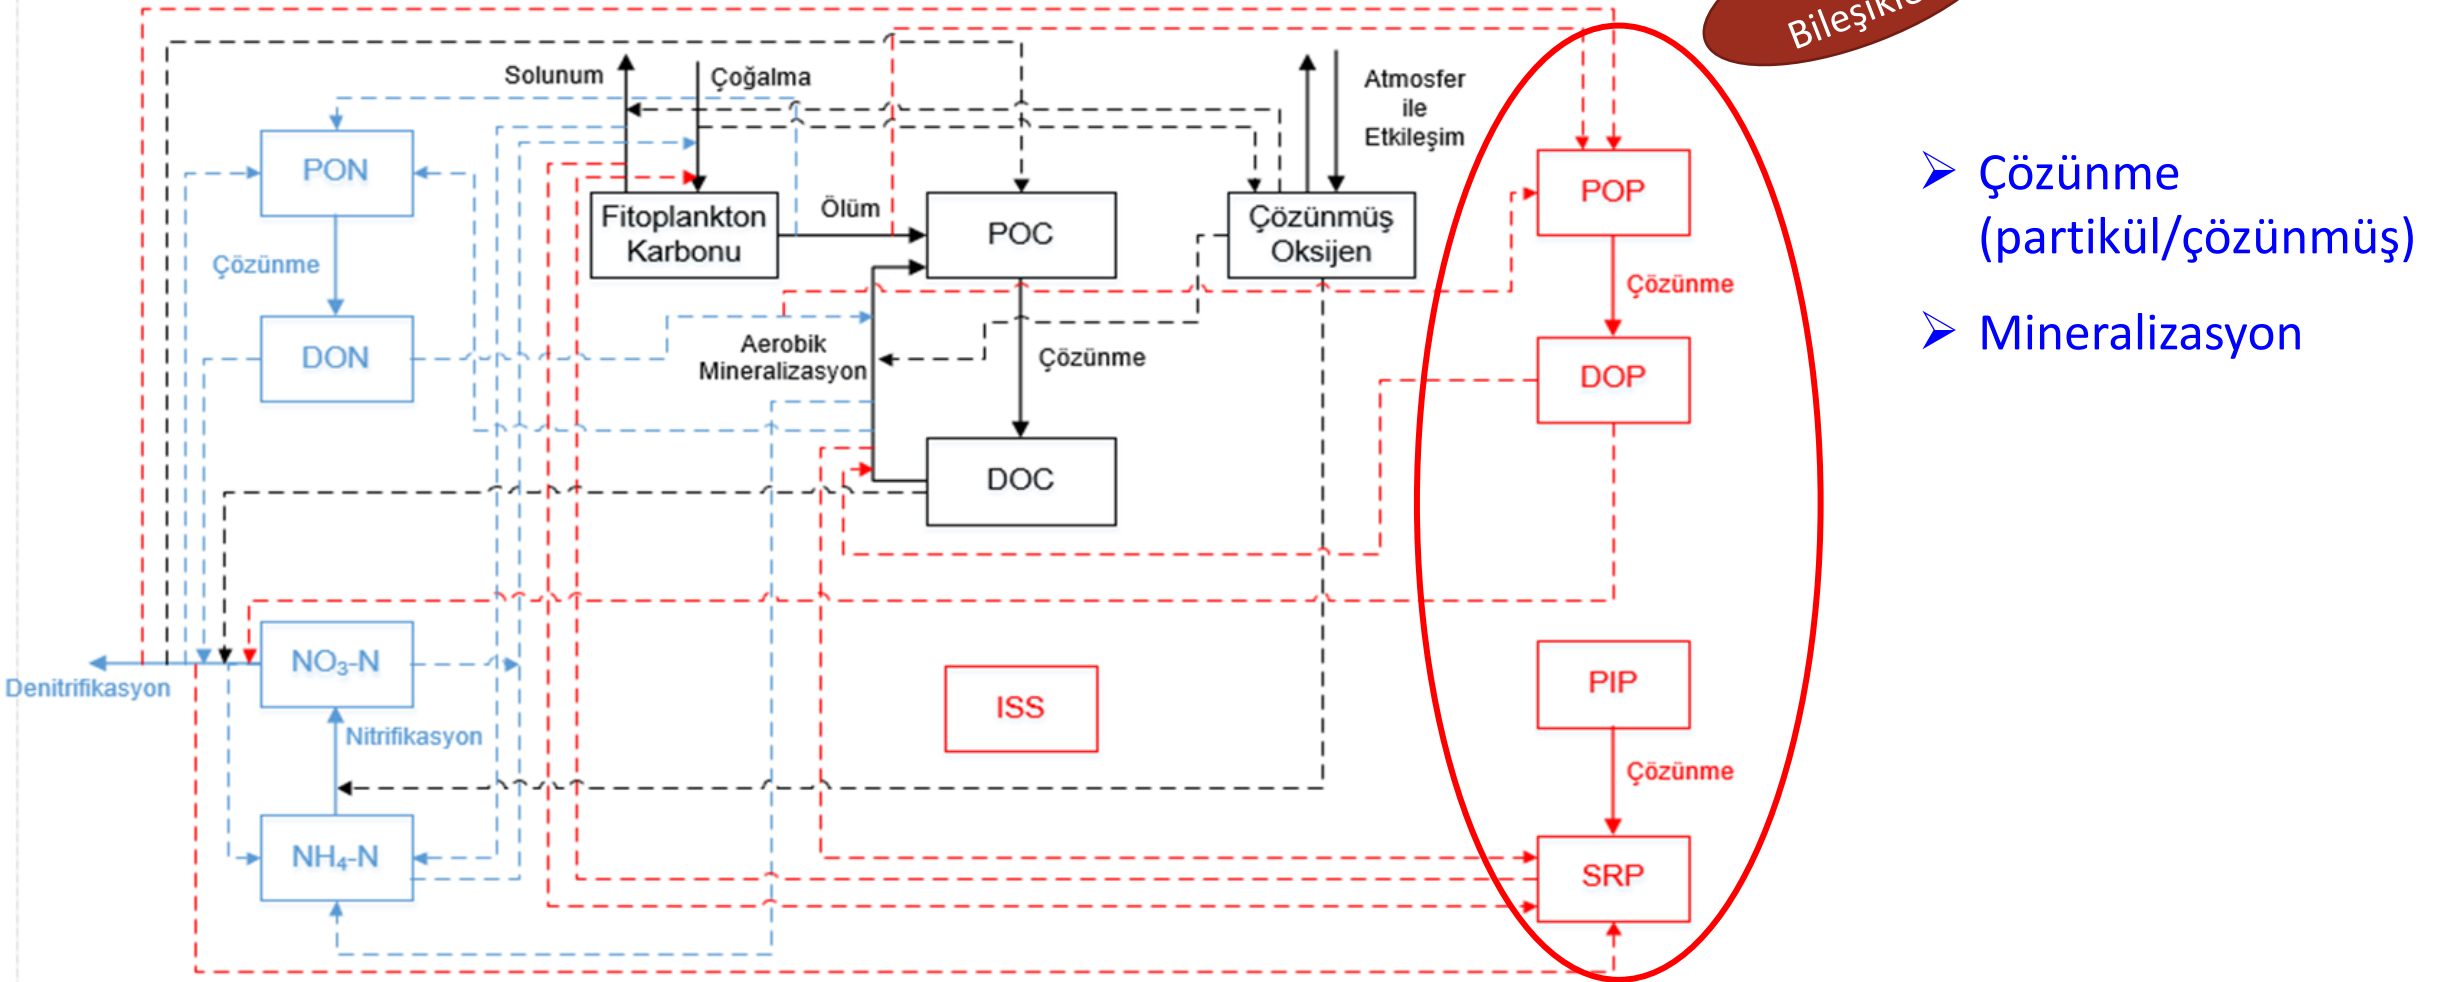 Solunum
Çoğalma
Atmosfer
ile
Etkileşim
PON
Fitoplankton
Karbonu
Ölüm
POC
Çözünmüş
Oksijen
POP
Çözünme
Çözünme
DON
Aerobik
Mineralizasyon
Çözünme
DOP
DOC
NO₃-N
Denitrifikasyon
Nitrifikasyon
ISS
PIP
Çözünme
NH₄-N
SRP
➢ Çözünme
(partikül/çözünmüş)
➢ Mineralizasyon